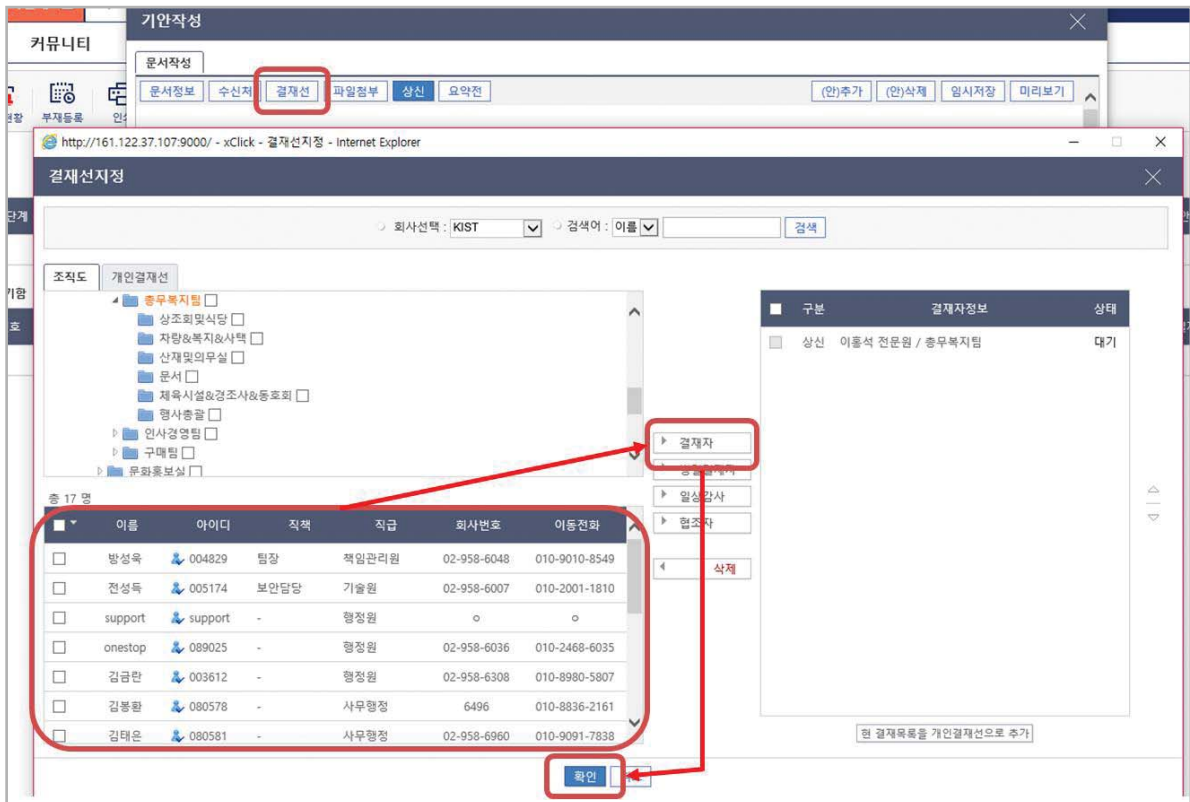 기안작성
커뮤니티
문서작성
문서정보 수신처 결재선 파일첨부 상신 요약전 (안)추가 (안)삭제 임시저장 미리보기
부재등록
http://161.122.37.107:9000/ - xClick - 결재선지정 - Internet Explorer
결재선지정
단계
회사선택 : KIST 검색어 : 이름 검색
조직도 개인결재선
총무복지팀
상조회및식당
차량&복지&사택
산재및의무실
문서
체육시설&경조사&동호회
행사총괄
인사경영팀
구매팀
문화홍보실
구분 결재자정보 상태
상신 이홍석 전문원 / 총무복지팀 대기
결재자
일상감사
협조자
삭제
총 17 명
이름 아이디 직책 직급 회사번호 이동전화
방성욱 004829 팀장 책임관리원 02-958-6048 010-9010-8549
전성득 005174 보안담당 기술원 02-958-6007 010-2001-1810
support support - 행정원 ○ ○
onestop 089025 - 행정원 02-958-6036 010-2468-6035
김금란 003612 - 행정원 02-958-6308 010-8980-5807
김봉환 080578 - 사무행정 6496 010-8836-2161
김태은 080581 - 사무행정 02-958-6960 010-9091-7838
현 결재목록을 개인결재선으로 추가
확인